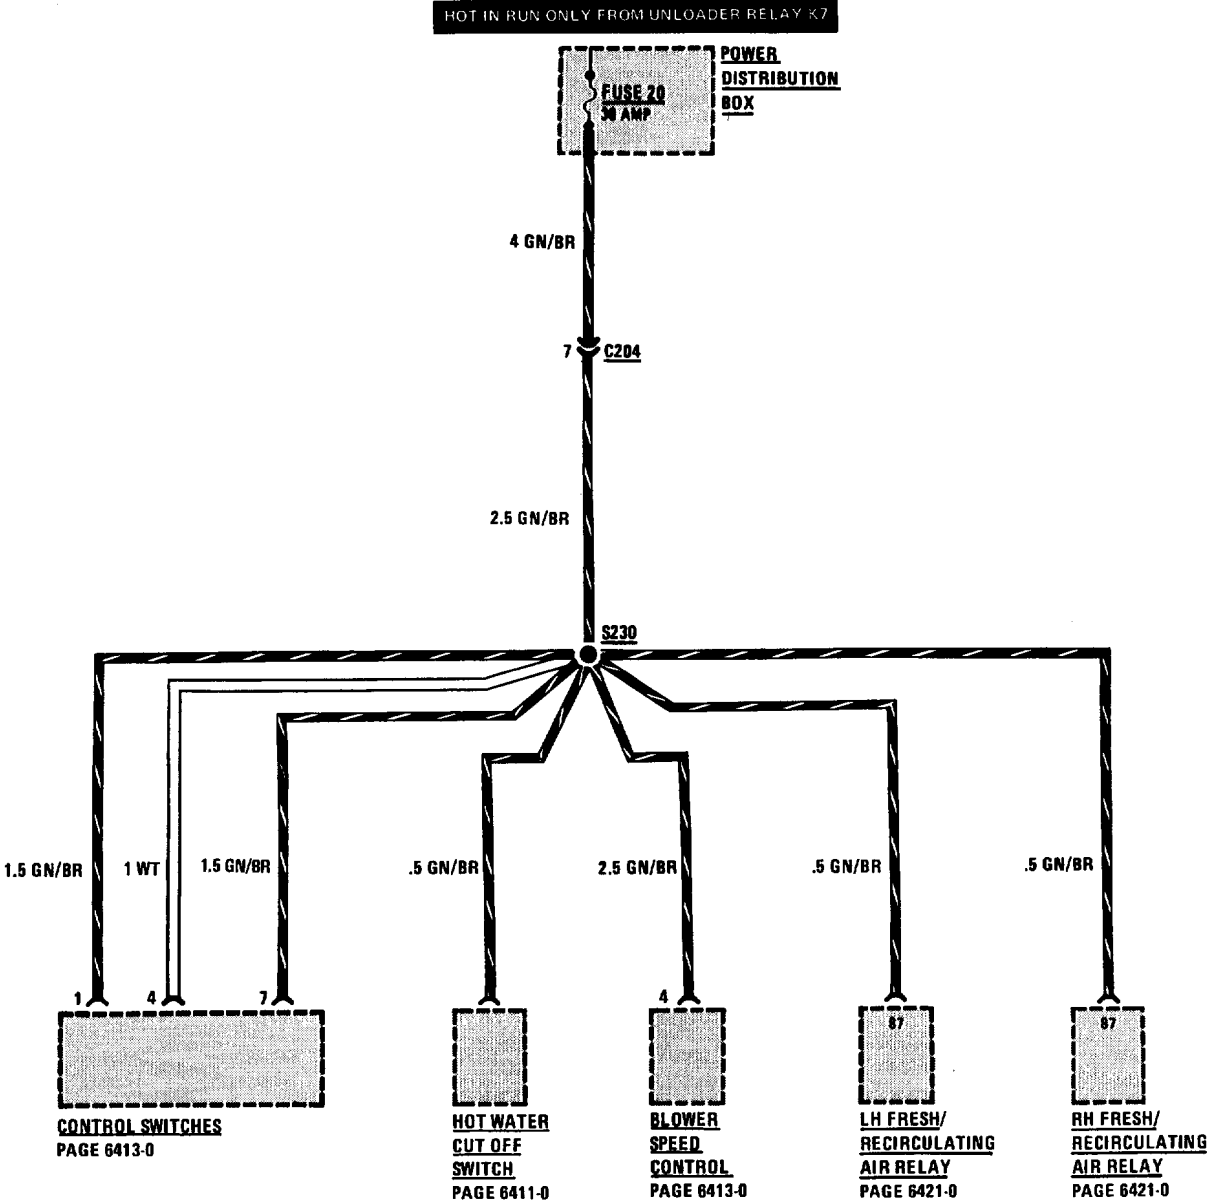 HOT IN RUN ONLY FROM UNLOADER RELAY K7
POWER
DISTRIBUTION
BOX
FUSE 20
30 AMP
4 GN/BR
7
C204
2.5 GN/BR
S230
1.5 GN/BR
1 WT
1.5 GN/BR
.5 GN/BR
2.5 GN/BR
.5 GN/BR
.5 GN/BR
1
4
7
4
87
87
CONTROL SWITCHES
PAGE 6413-0
HOT WATER
CUT OFF
SWITCH
PAGE 6411-0
BLOWER
SPEED
CONTROL
PAGE 6413-0
LH FRESH/
RECIRCULATING
AIR RELAY
PAGE 6421-0
RH FRESH/
RECIRCULATING
AIR RELAY
PAGE 6421-0